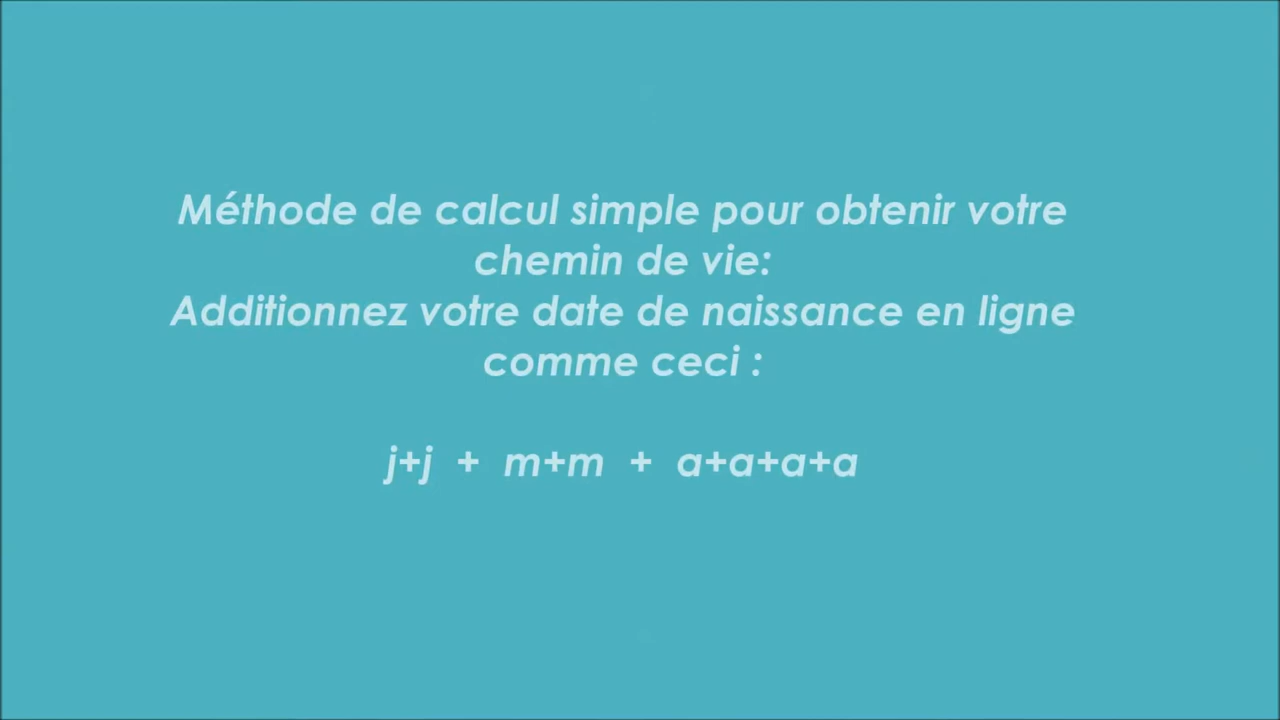 Méthode de calcul simple pour obtenir votre
chemin de vie:
Additionnez votre date de naissance en ligne
comme ceci :
j+j + m+m + a+a+a+a